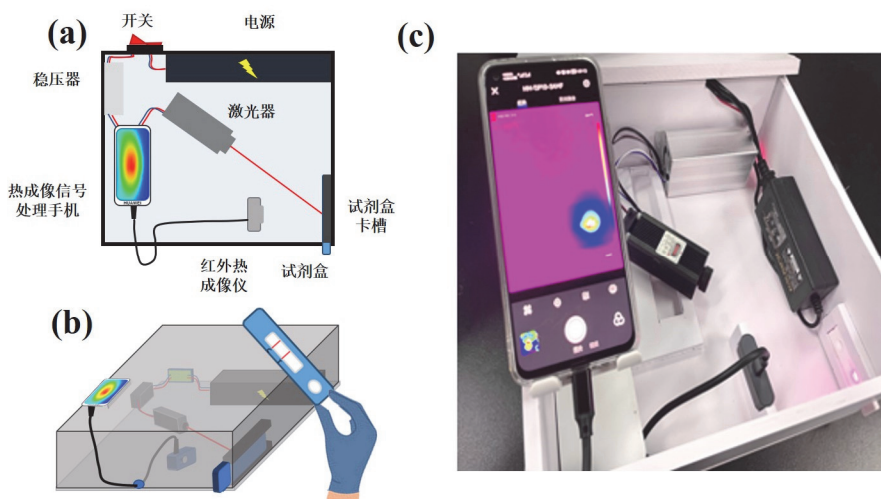 (a)
开关
电源
稳压器
激光器
热成像信号
处理手机
HUAWEI
试剂盒
卡槽
红外热
成像仪
试剂盒
(b)
(c)